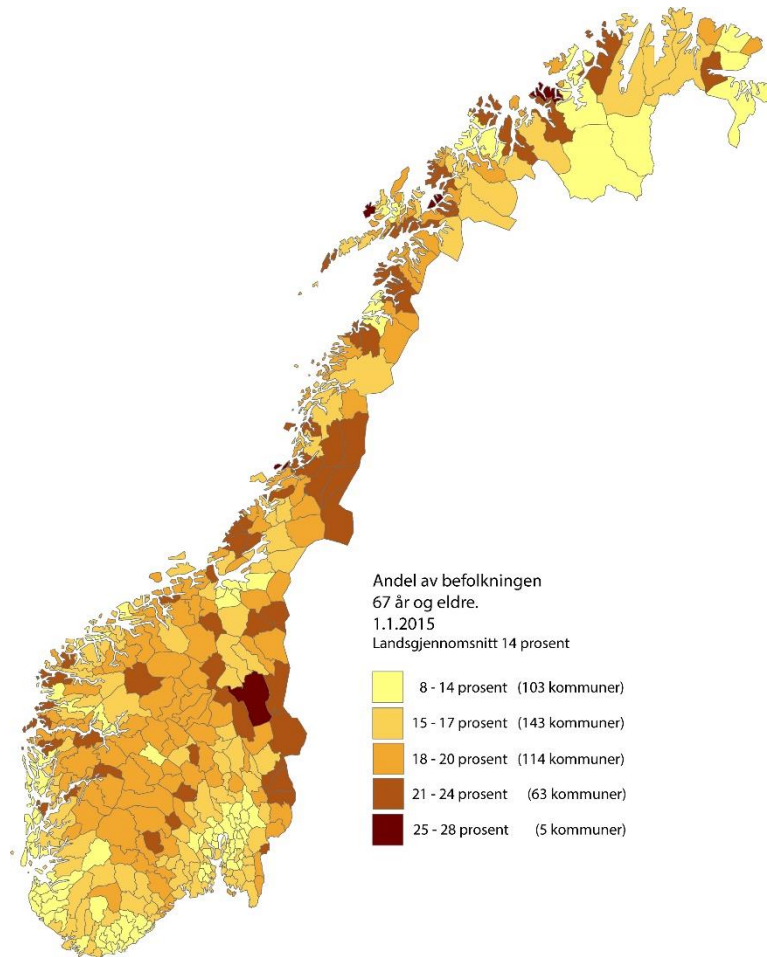 Andel av befolkningen
67 år og eldre.
1.1.2015
Landsgjennomsnitt 14 prosent
8 - 14 prosent (103 kommuner)
15 - 17 prosent (143 kommuner)
18 - 20 prosent (114 kommuner)
21 - 24 prosent (63 kommuner)
25 - 28 prosent (5 kommuner)